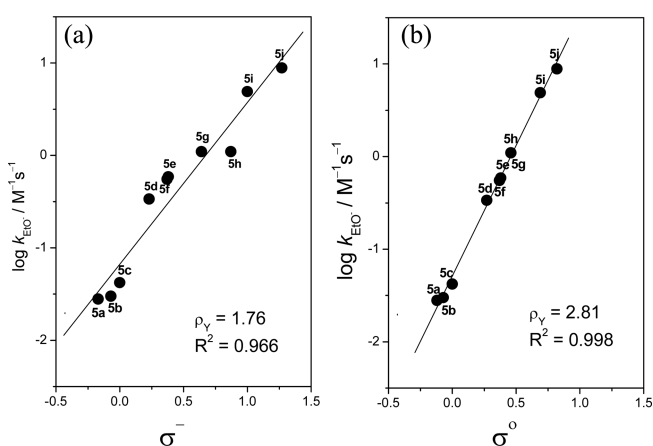 (a)
log k_EtO⁻ / M⁻¹s⁻¹
1
0
-1
-2
5j
5i
5g
5h
5e
5f
5d
5c
5a
5b
ρ_Y = 1.76
R² = 0.966
-0.5 0.0 0.5 1.0 1.5
σ⁻
(b)
log k_EtO⁻ / M⁻¹s⁻¹
1
0
-1
-2
5j
5i
5h
5g
5e
5f
5d
5c
5a
5b
ρ_Y = 2.81
R² = 0.998
-0.5 0.0 0.5 1.0 1.5
σᵒ